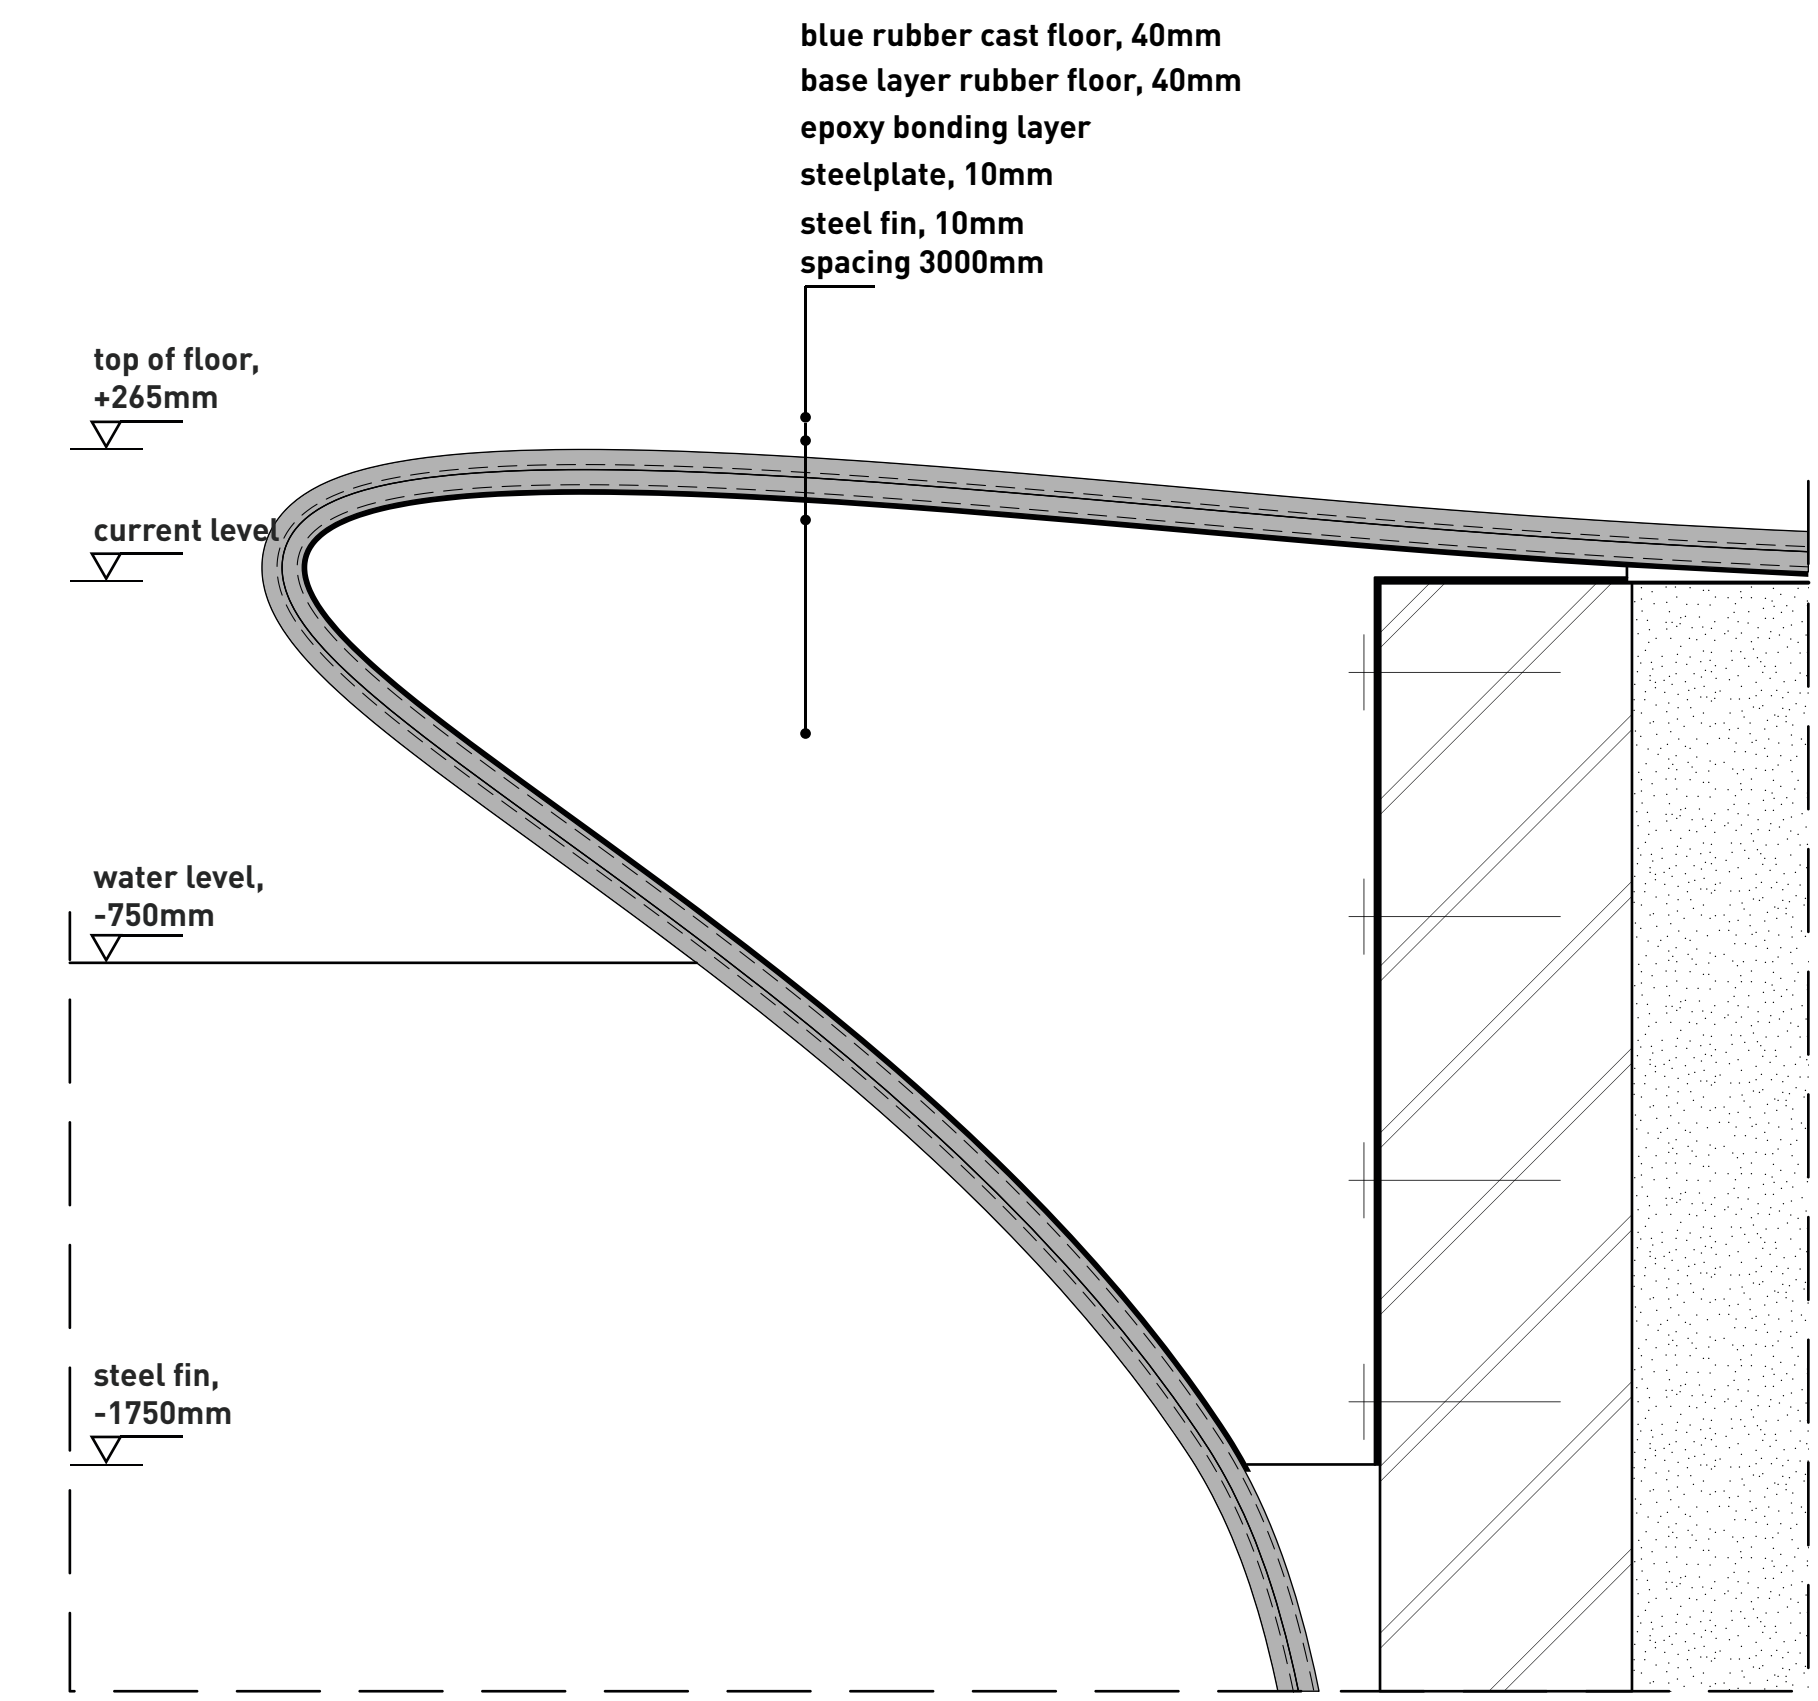 blue rubber cast floor, 40mm
base layer rubber floor, 40mm
epoxy bonding layer
steelplate, 10mm
steel fin, 10mm
spacing 3000mm
top of floor,
+265mm
current level
water level,
-750mm
steel fin,
-1750mm